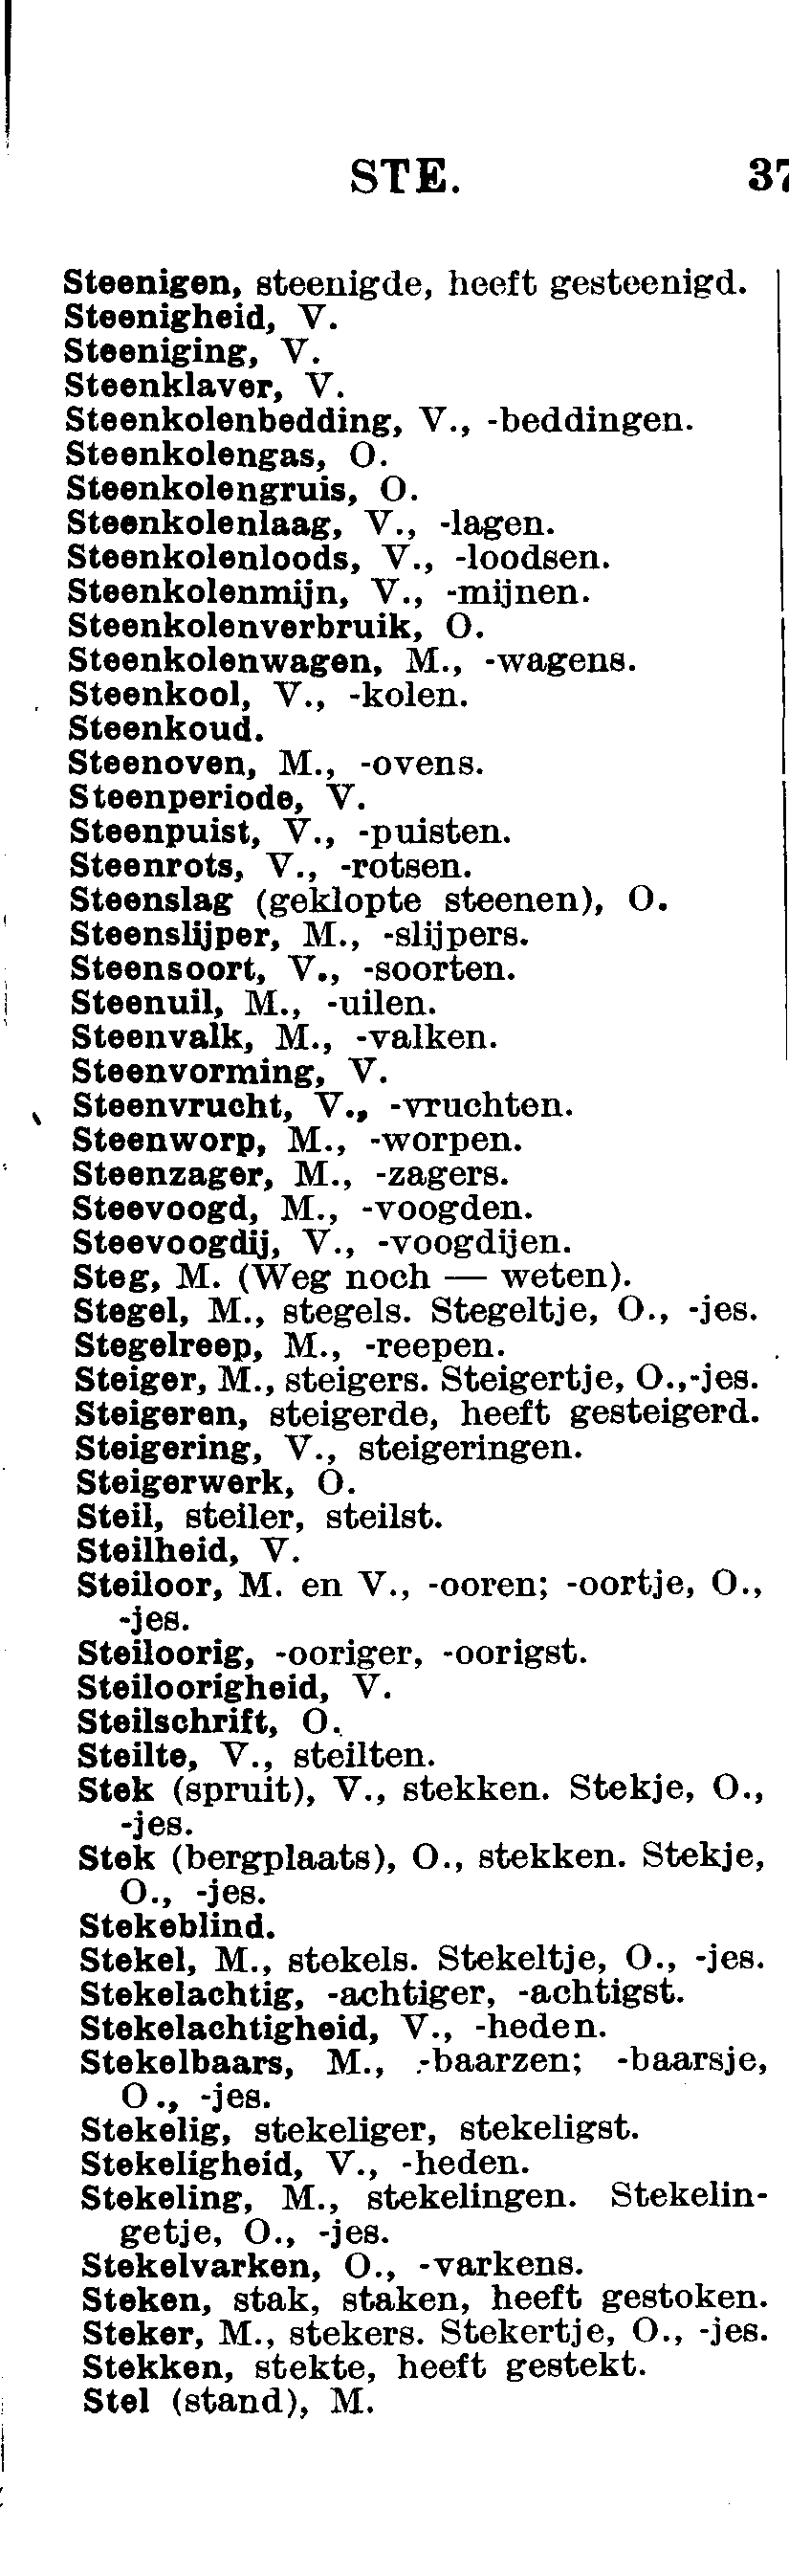 STE. 37
Steenigen, steenigde, heeft gesteenigd.
Steenigheid, V.
Steeniging, V.
Steenklaver, V.
Steenkolenbedding, V., -beddingen.
Steenkolengas, O.
Steenkolengruis, O.
Steenkolenlaag, V., -lagen.
Steenkolenloods, V., -loodsen.
Steenkolenmijn, V., -mijnen.
Steenkolenverbruik, O.
Steenkolenwagen, M., -wagens.
Steenkool, V., -kolen.
Steenkoud.
Steenoven, M., -ovens.
Steenperiode, V.
Steenpuist, V., -puisten.
Steenrots, V., -rotsen.
Steenslag (geklopte steenen), O.
Steenslijper, M., -slijpers.
Steensoort, V., -soorten.
Steenuil, M., -uilen.
Steenvalk, M., -valken.
Steenvorming, V.
Steenvrucht, V., -vruchten.
Steenworp, M., -worpen.
Steenzager, M., -zagers.
Steevoogd, M., -voogden.
Steevoogdij, V., -voogdijen.
Steg, M. (Weg noch — weten).
Stegel, M., stegels. Stegeltje, O., -jes.
Stegelreep, M., -reepen.
Steiger, M., steigers. Steigertje, O.,-jes.
Steigeren, steigerde, heeft gesteigerd.
Steigering, V., steigeringen.
Steigerwerk, O.
Steil, steiler, steilst.
Steilheid, V.
Steiloor, M. en V., -ooren; -oortje, O.,
-jes.
Steiloorig, -ooriger, -oorigst.
Steiloorigheid, V.
Steilschrift, O.
Steilte, V., steilten.
Stek (spruit), V., stekken. Stekje, O.,
-jes.
Stek (bergplaats), O., stekken. Stekje,
O., -jes.
Stekeblind.
Stekel, M., stekels. Stekeltje, O., -jes.
Stekelachtig, -achtiger, -achtigst.
Stekelachtigheid, V., -heden.
Stekelbaars, M., -baarzen; -baarsje,
O., -jes.
Stekelig, stekeliger, stekeligst.
Stekeligheid, V., -heden.
Stekeling, M., stekelingen. Stekelin-
getje, O., -jes.
Stekelvarken, O., -varkens.
Steken, stak, staken, heeft gestoken.
Steker, M., stekers. Stekertje, O., -jes.
Stekken, stekte, heeft gestekt.
Stel (stand), M.